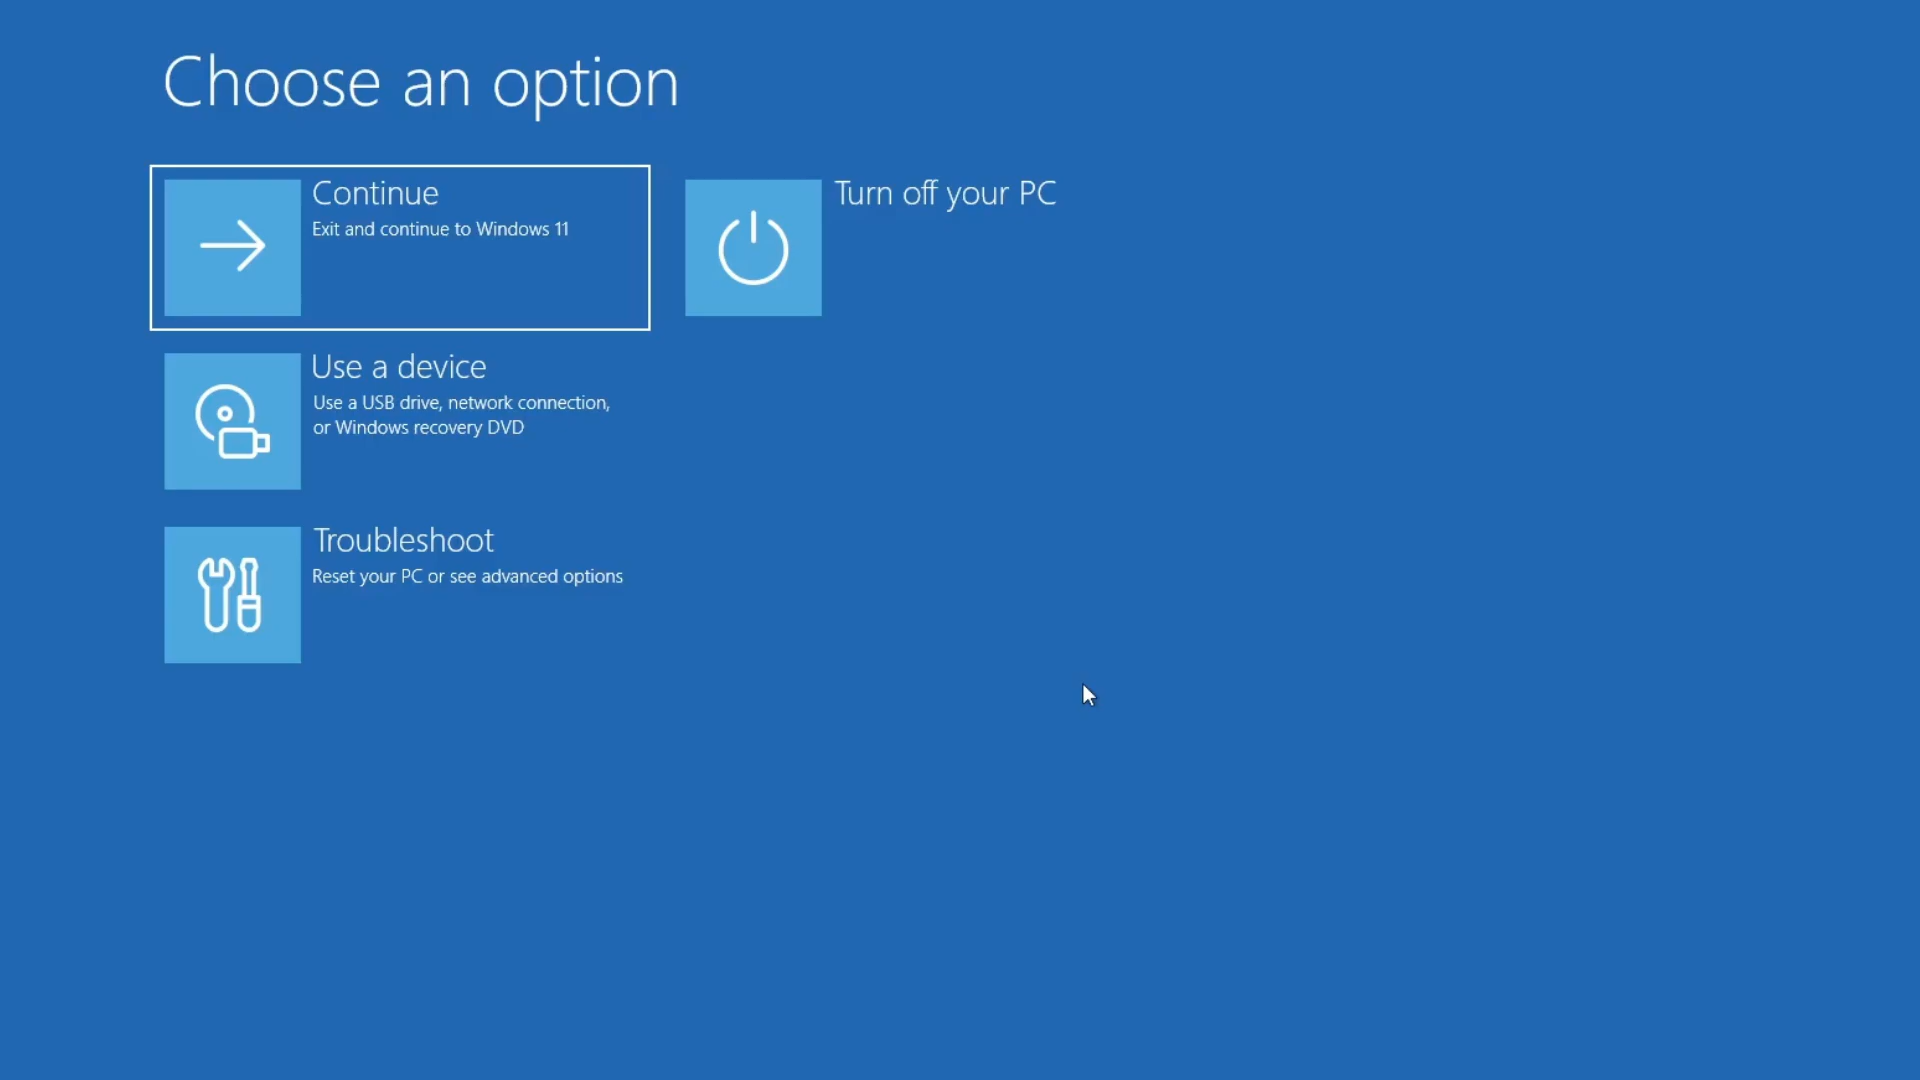 Choose an option
Continue
Exit and continue to Windows 11
Turn off your PC
Use a device
Use a USB drive, network connection,
or Windows recovery DVD
Troubleshoot
Reset your PC or see advanced options